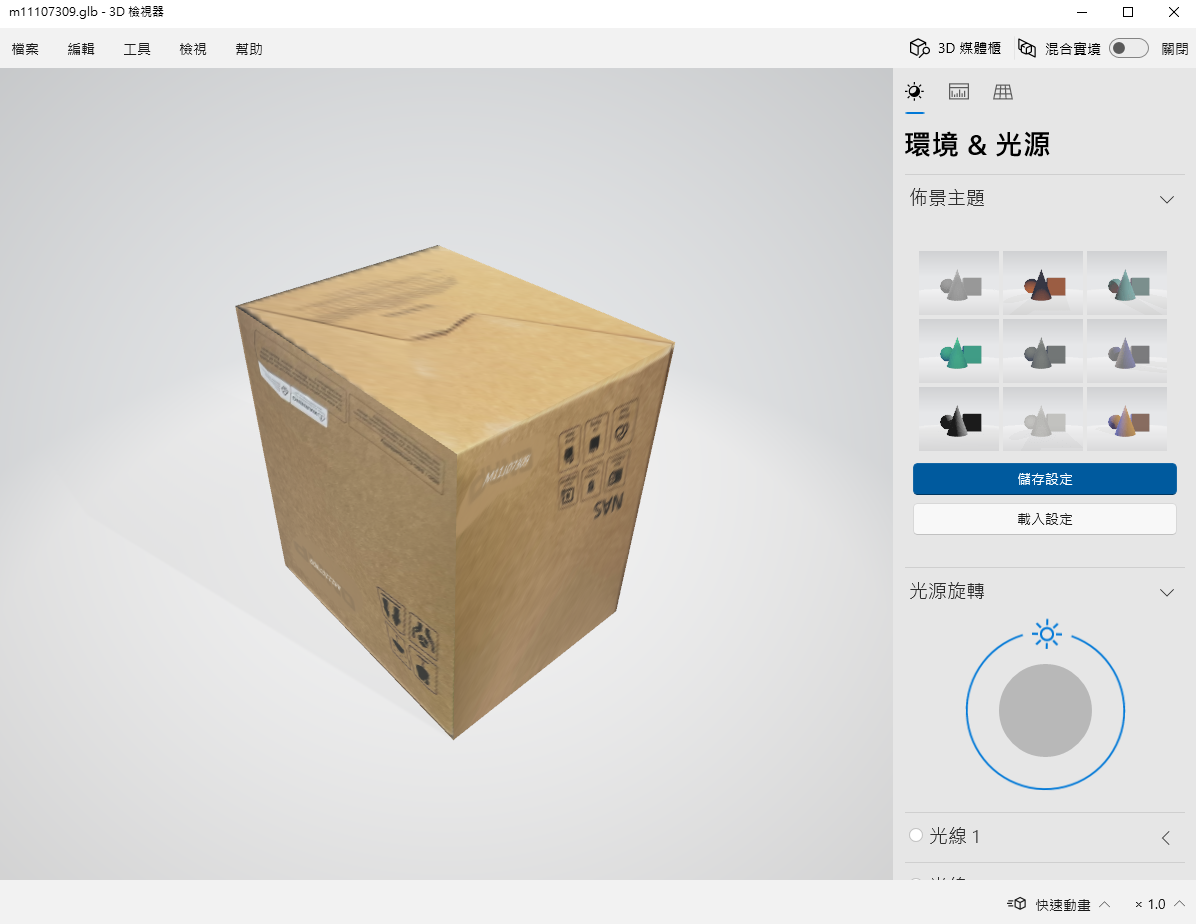 m11107309.glb - 3D 檢視器
檔案 編輯 工具 檢視 幫助
3D 媒體櫃 混合實境 關閉
環境 & 光源
佈景主題
儲存設定
載入設定
光源旋轉
光線 1
M11107309
NAS
快速動畫 × 1.0